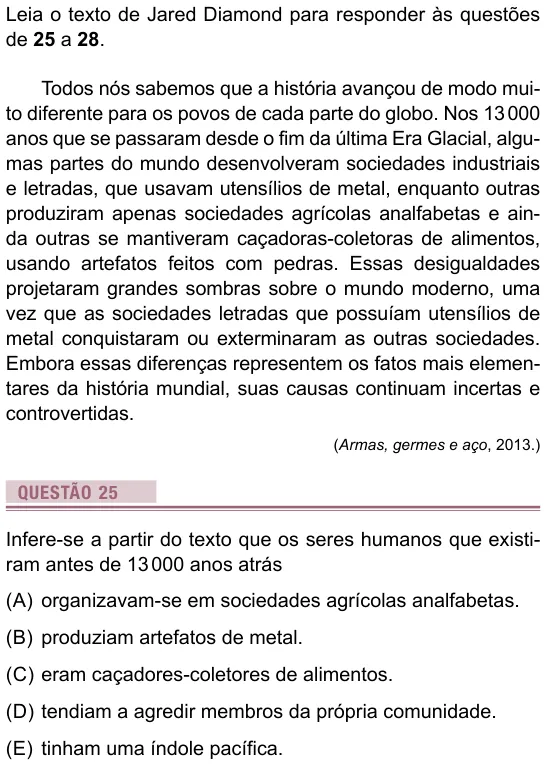 Leia o texto de Jared Diamond para responder às questões
de 25 a 28.
Todos nós sabemos que a história avançou de modo mui-
to diferente para os povos de cada parte do globo. Nos 13 000
anos que se passaram desde o fim da última Era Glacial, algu-
mas partes do mundo desenvolveram sociedades industriais
e letradas, que usavam utensílios de metal, enquanto outras
produziram apenas sociedades agrícolas analfabetas e ain-
da outras se mantiveram caçadoras-coletoras de alimentos,
usando artefatos feitos com pedras. Essas desigualdades
projetaram grandes sombras sobre o mundo moderno, uma
vez que as sociedades letradas que possuíam utensílios de
metal conquistaram ou exterminaram as outras sociedades.
Embora essas diferenças representem os fatos mais elemen-
tares da história mundial, suas causas continuam incertas e
controvertidas.
(Armas, germes e aço, 2013.)
QUESTÃO 25
Infere-se a partir do texto que os seres humanos que existi-
ram antes de 13 000 anos atrás
(A) organizavam-se em sociedades agrícolas analfabetas.
(B) produziam artefatos de metal.
(C) eram caçadores-coletores de alimentos.
(D) tendiam a agredir membros da própria comunidade.
(E) tinham uma índole pacífica.